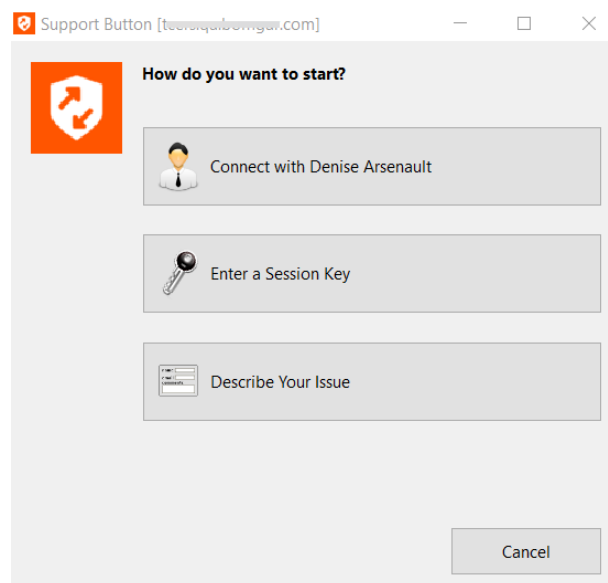 Support Button [                    .com]
How do you want to start?
Connect with Denise Arsenault
Enter a Session Key
Describe Your Issue
Cancel